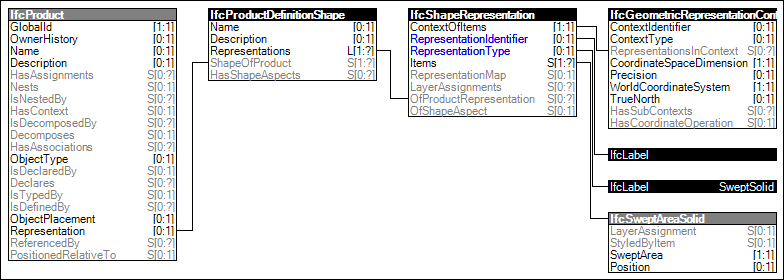 IfcProduct
GlobalId [1:1]
OwnerHistory [0:1]
Name [0:1]
Description [0:1]
HasAssignments S[0:?]
Nests S[0:1]
IsNestedBy S[0:?]
HasContext S[0:1]
IsDecomposedBy S[0:?]
Decomposes S[0:1]
HasAssociations S[0:?]
ObjectType [0:1]
IsDeclaredBy S[0:1]
Declares S[0:?]
IsTypedBy S[0:1]
IsDefinedBy S[0:?]
ObjectPlacement [0:1]
Representation [0:1]
ReferencedBy S[0:?]
PositionedRelativeTo S[0:1]
IfcProductDefinitionShape
Name [0:1]
Description [0:1]
Representations L[1:?]
ShapeOfProduct S[1:?]
HasShapeAspects S[0:?]
IfcShapeRepresentation
ContextOfItems [1:1]
RepresentationIdentifier [0:1]
RepresentationType [0:1]
Items S[1:?]
RepresentationMap S[0:1]
LayerAssignments S[0:?]
OfProductRepresentation S[0:?]
OfShapeAspect S[0:1]
IfcGeometricRepresentationCon
ContextIdentifier [0:1]
ContextType [0:1]
RepresentationsInContext S[0:?]
CoordinateSpaceDimension [1:1]
Precision [0:1]
WorldCoordinateSystem [1:1]
TrueNorth [0:1]
HasSubContexts S[0:?]
HasCoordinateOperation S[0:1]
IfcLabel
IfcLabel SweptSolid
IfcSweptAreaSolid
LayerAssignment S[0:1]
StyledByItem S[0:1]
SweptArea [1:1]
Position [0:1]